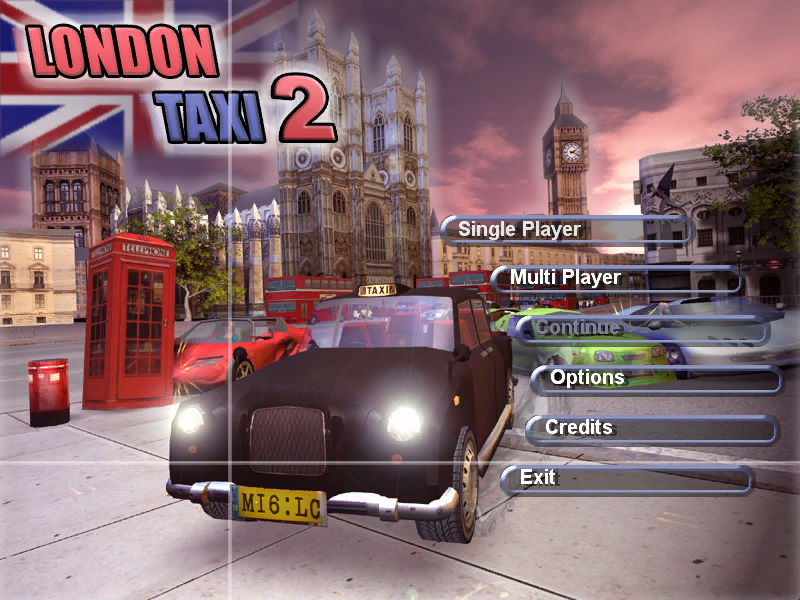 LONDON
TAXI 2
TELEPHONE
TAXI
Single Player
Multi Player
Continue
Options
Credits
Exit
MI6:LC